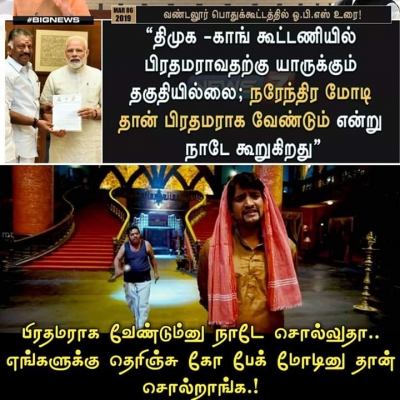 #BIGNEWS
MAR 06
2019
வண்டலூர் பொதுக்கூட்டத்தில் ஓ.பி.எஸ் உரை!
“திமுக -காங் கூட்டணியில்
பிரதமராவதற்கு யாருக்கும்
தகுதியில்லை; நரேந்திர மோடி
தான் பிரதமராக வேண்டும் என்று
நாடே கூறுகிறது”
பிரதமராக வேண்டும்னு நாடே சொல்லுதா..
எங்களுக்கு தெரிஞ்சு கோ பேக் மோடினு தான்
சொல்றாங்க.!